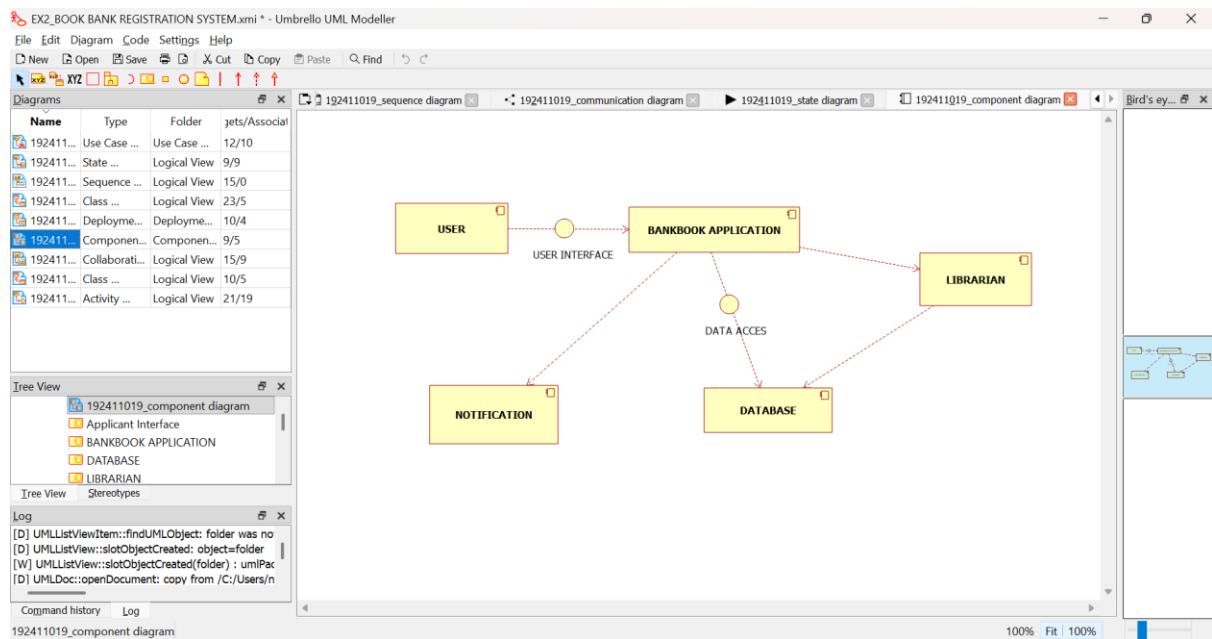 EX2_BOOK BANK REGISTRATION SYSTEM.xmi * - Umbrello UML Modeller
File Edit Diagram Code Settings Help
New Open Save Cut Copy Paste Find
XYZ XYZ
Diagrams
192411019_sequence diagram 192411019_communication diagram 192411019_state diagram 192411019_component diagram
Bird's ey...
Name Type Folder gets/Associat
192411... Use Case ... Use Case ... 12/10
192411... State ... Logical View 9/9
192411... Sequence ... Logical View 15/0
192411... Class ... Logical View 23/5
192411... Deployme... Deployme... 10/4
192411... Componen... Componen... 9/5
192411... Collaborati... Logical View 15/9
192411... Class ... Logical View 10/5
192411... Activity ... Logical View 21/19
USER
USER INTERFACE
BANKBOOK APPLICATION
LIBRARIAN
DATA ACCES
NOTIFICATION
DATABASE
Tree View
192411019_component diagram
Applicant Interface
BANKBOOK APPLICATION
DATABASE
LIBRARIAN
Tree View Stereotypes
Log
[D] UMLListViewItem::findUMLObject: folder was no
[D] UMLListView::slotObjectCreated: object=folder
[W] UMLListView::slotObjectCreated(folder) : umlPac
[D] UMLDoc::openDocument: copy from /C:/Users/n
Command history Log
192411019_component diagram
100% Fit 100%